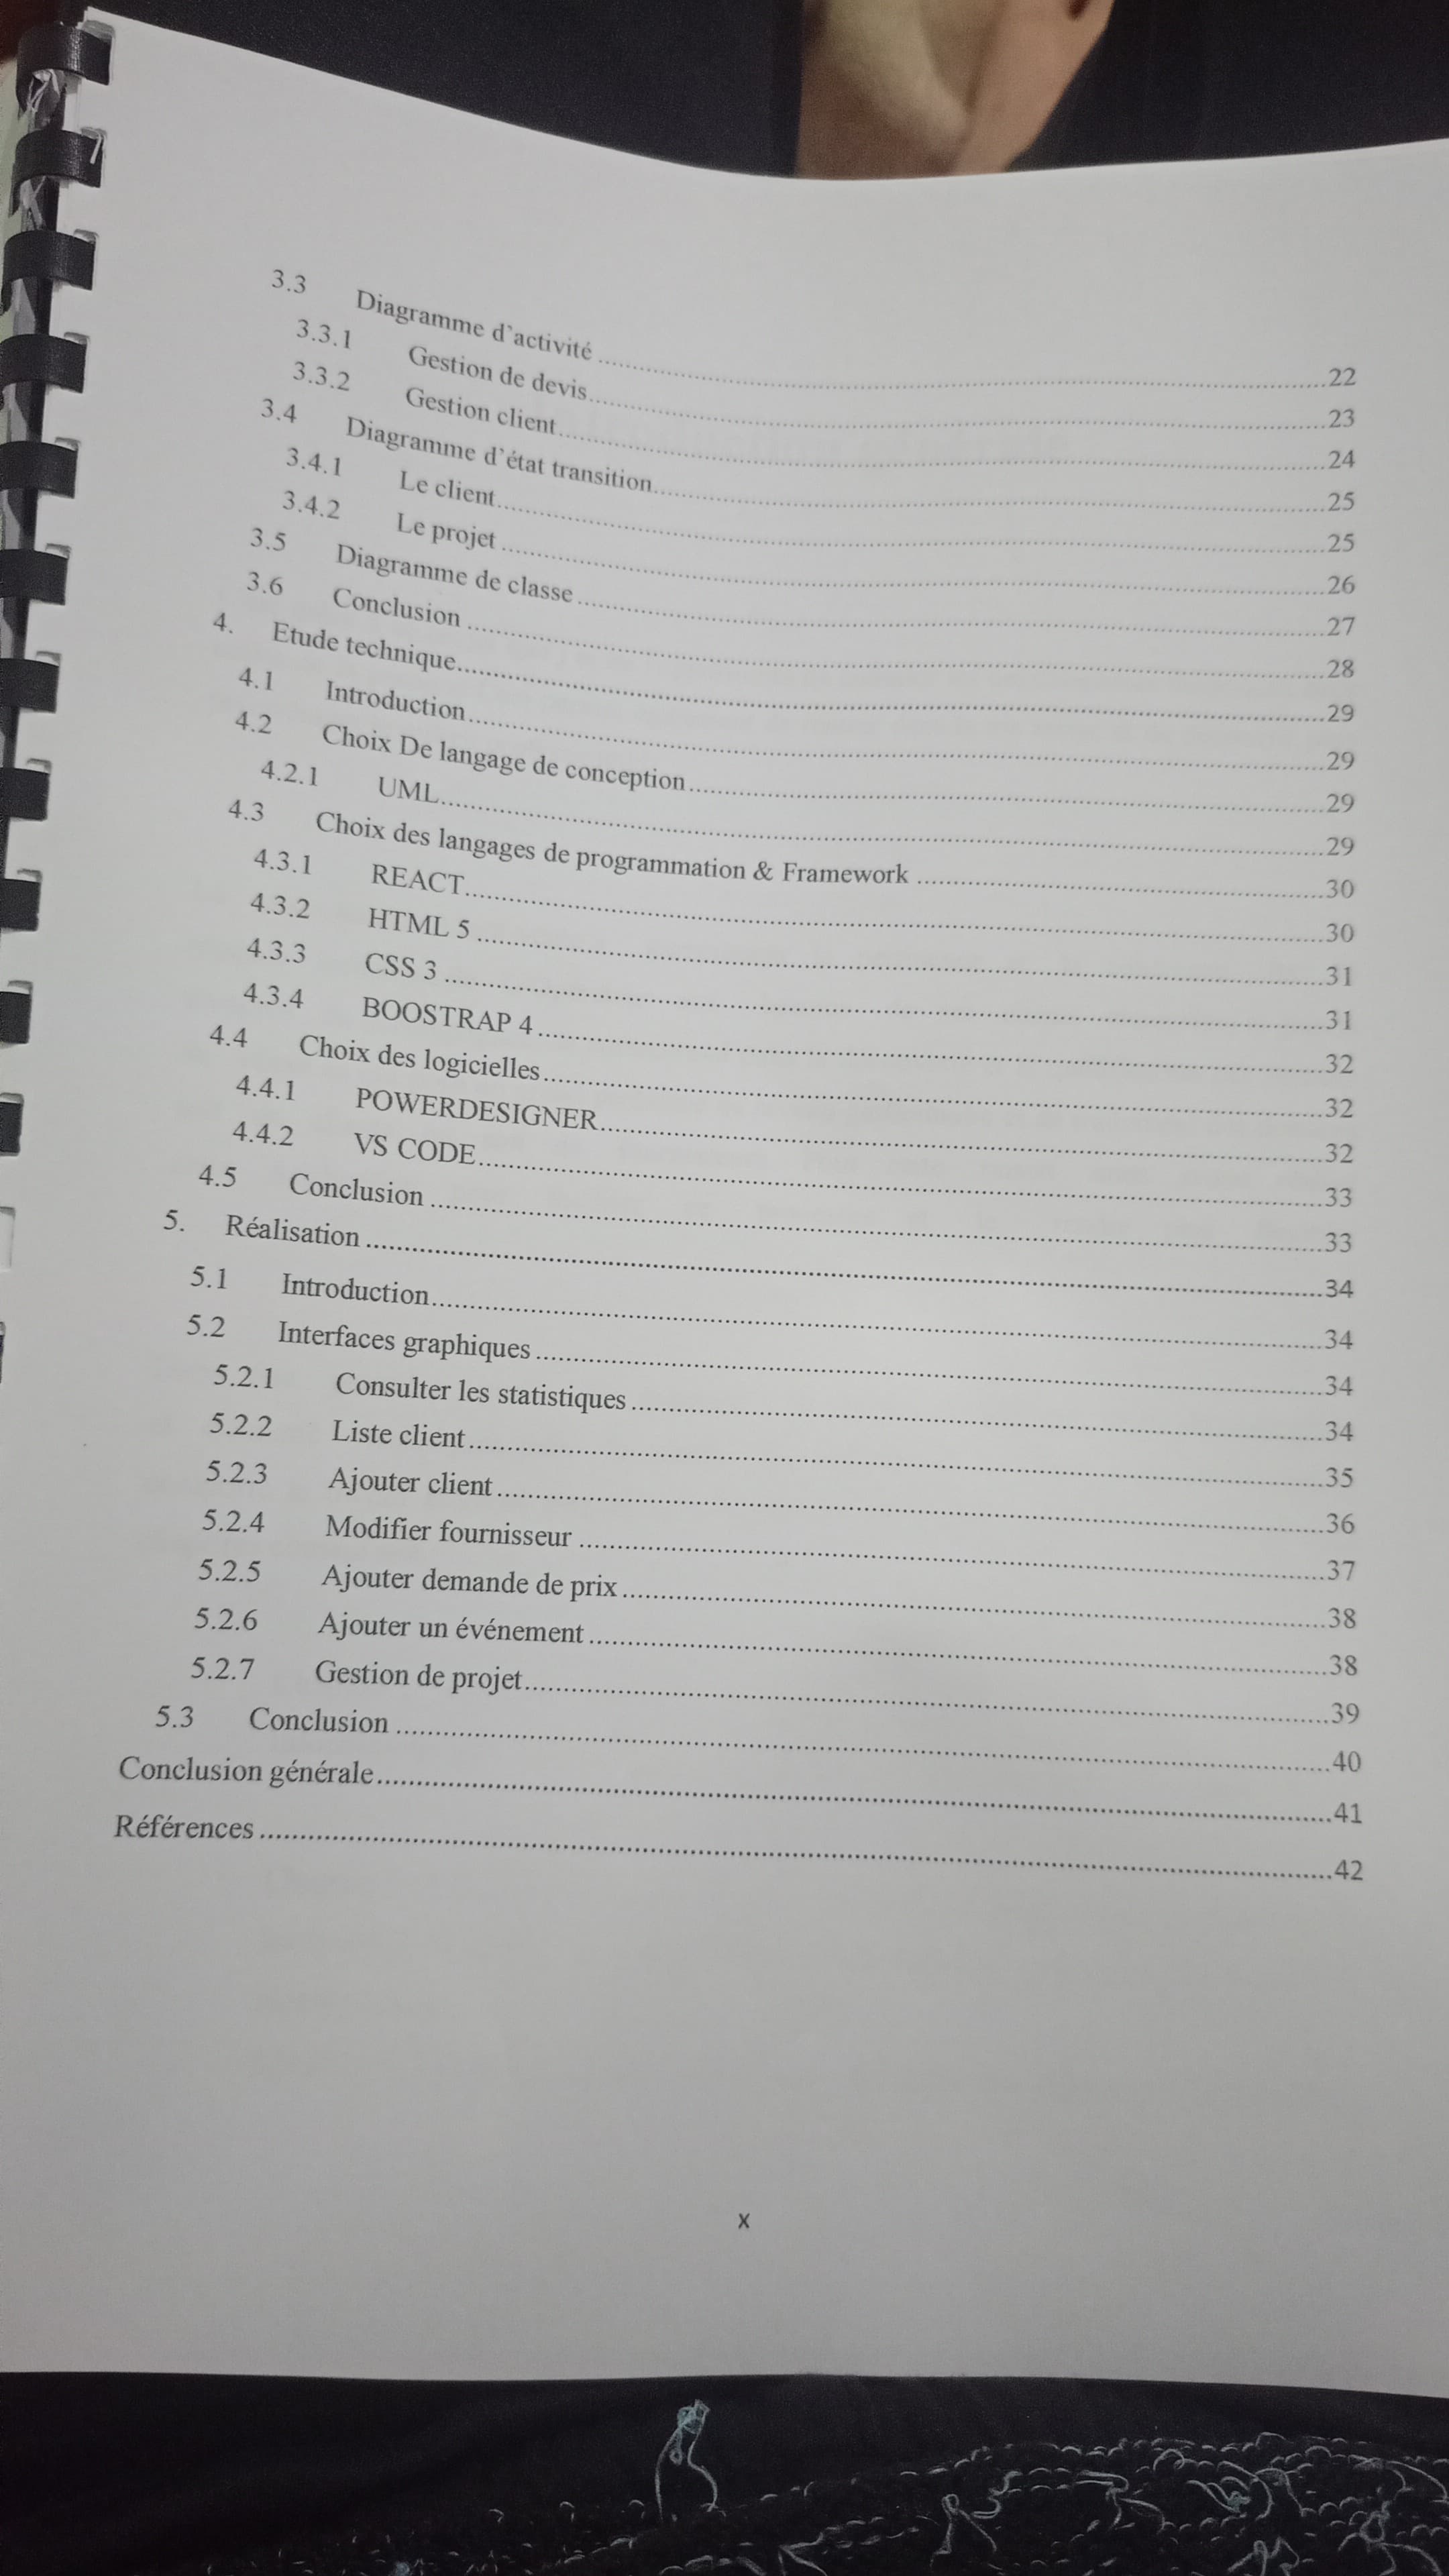 3.3 Diagramme d'activité ........ 22
3.3.1 Gestion de devis ........ 23
3.3.2 Gestion client ........ 24
3.4 Diagramme d'état transition ........ 25
3.4.1 Le client ........ 25
3.4.2 Le projet ........ 26
3.5 Diagramme de classe ........ 27
3.6 Conclusion ........ 28
4. Etude technique ........ 29
4.1 Introduction ........ 29
4.2 Choix De langage de conception ........ 29
4.2.1 UML ........ 29
4.3 Choix des langages de programmation & Framework ........ 30
4.3.1 REACT ........ 30
4.3.2 HTML 5 ........ 31
4.3.3 CSS 3 ........ 31
4.3.4 BOOSTRAP 4 ........ 32
4.4 Choix des logicielles ........ 32
4.4.1 POWERDESIGNER ........ 32
4.4.2 VS CODE ........ 33
4.5 Conclusion ........ 33
5. Réalisation ........ 34
5.1 Introduction ........ 34
5.2 Interfaces graphiques ........ 34
5.2.1 Consulter les statistiques ........ 34
5.2.2 Liste client ........ 35
5.2.3 Ajouter client ........ 36
5.2.4 Modifier fournisseur ........ 37
5.2.5 Ajouter demande de prix ........ 38
5.2.6 Ajouter un événement ........ 38
5.2.7 Gestion de projet ........ 39
5.3 Conclusion ........ 40
Conclusion générale ........ 41
Références ........ 42
x